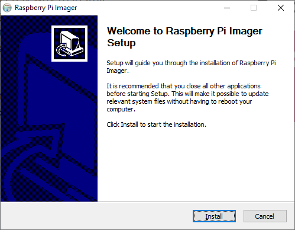 Raspberry Pi Imager
Welcome to Raspberry Pi Imager
Setup
Setup will guide you through the installation of Raspberry Pi
Imager.
It is recommended that you close all other applications
before starting Setup. This will make it possible to update
relevant system files without having to reboot your
computer.
Click Install to start the installation.
Install
Cancel